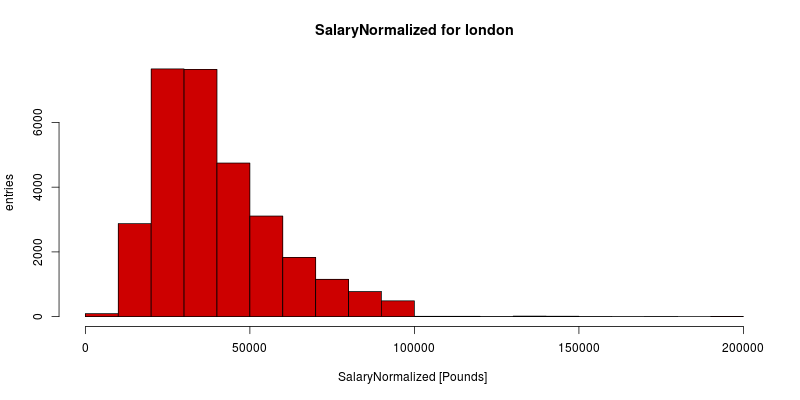 SalaryNormalized for london
entries
6000
4000
2000
0
0 50000 100000 150000 200000
SalaryNormalized [Pounds]